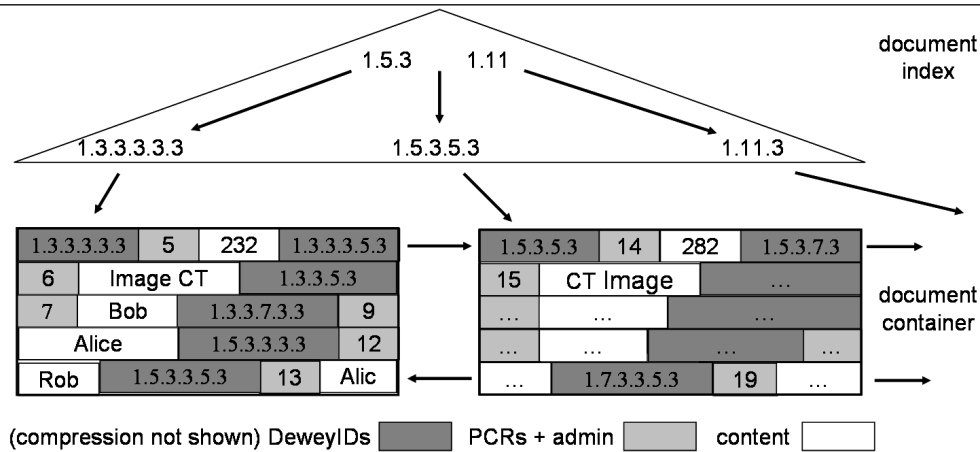 1.5.3 1.11
document
index
1.3.3.3.3.3 1.5.3.5.3 1.11.3
1.3.3.3.3.3 5 232 1.3.3.3.5.3
6 Image CT 1.3.3.5.3
7 Bob 1.3.3.7.3.3 9
Alice 1.5.3.3.3.3 12
Rob 1.5.3.3.5.3 13 Alic
1.5.3.5.3 14 282 1.5.3.7.3
15 CT Image ...
... ... ...
... ... ... ...
... 1.7.3.3.5.3 19 ...
document
container
(compression not shown) DeweyIDs PCRs + admin content